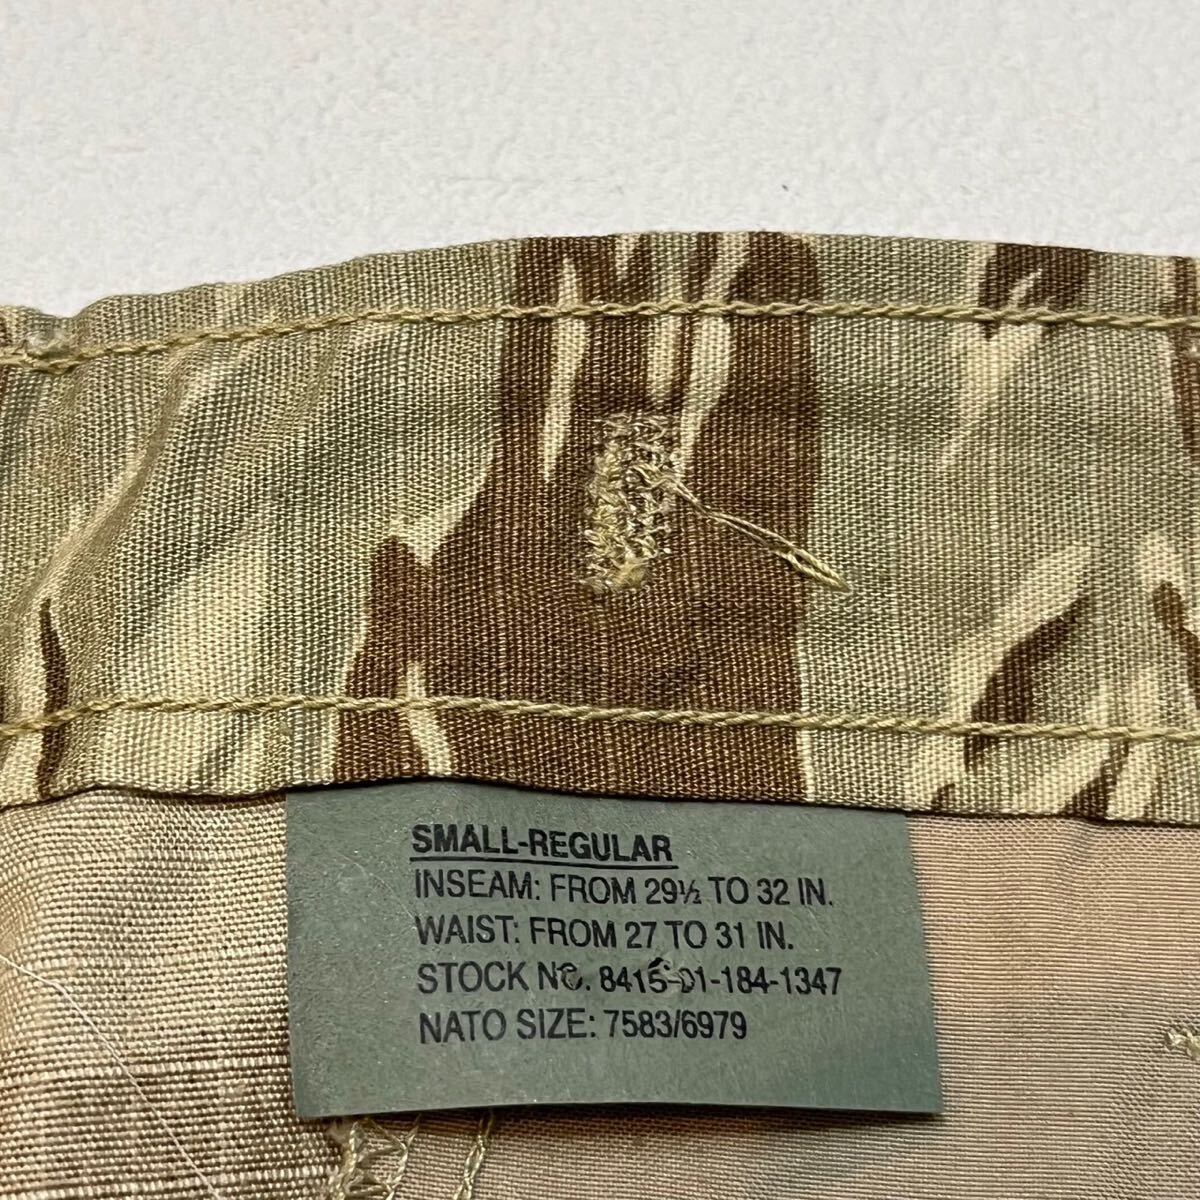 SMALL-REGULAR
INSEAM: FROM 29½ TO 32 IN.
WAIST: FROM 27 TO 31 IN.
STOCK NO. 8415-01-184-1347
NATO SIZE: 7583/6979